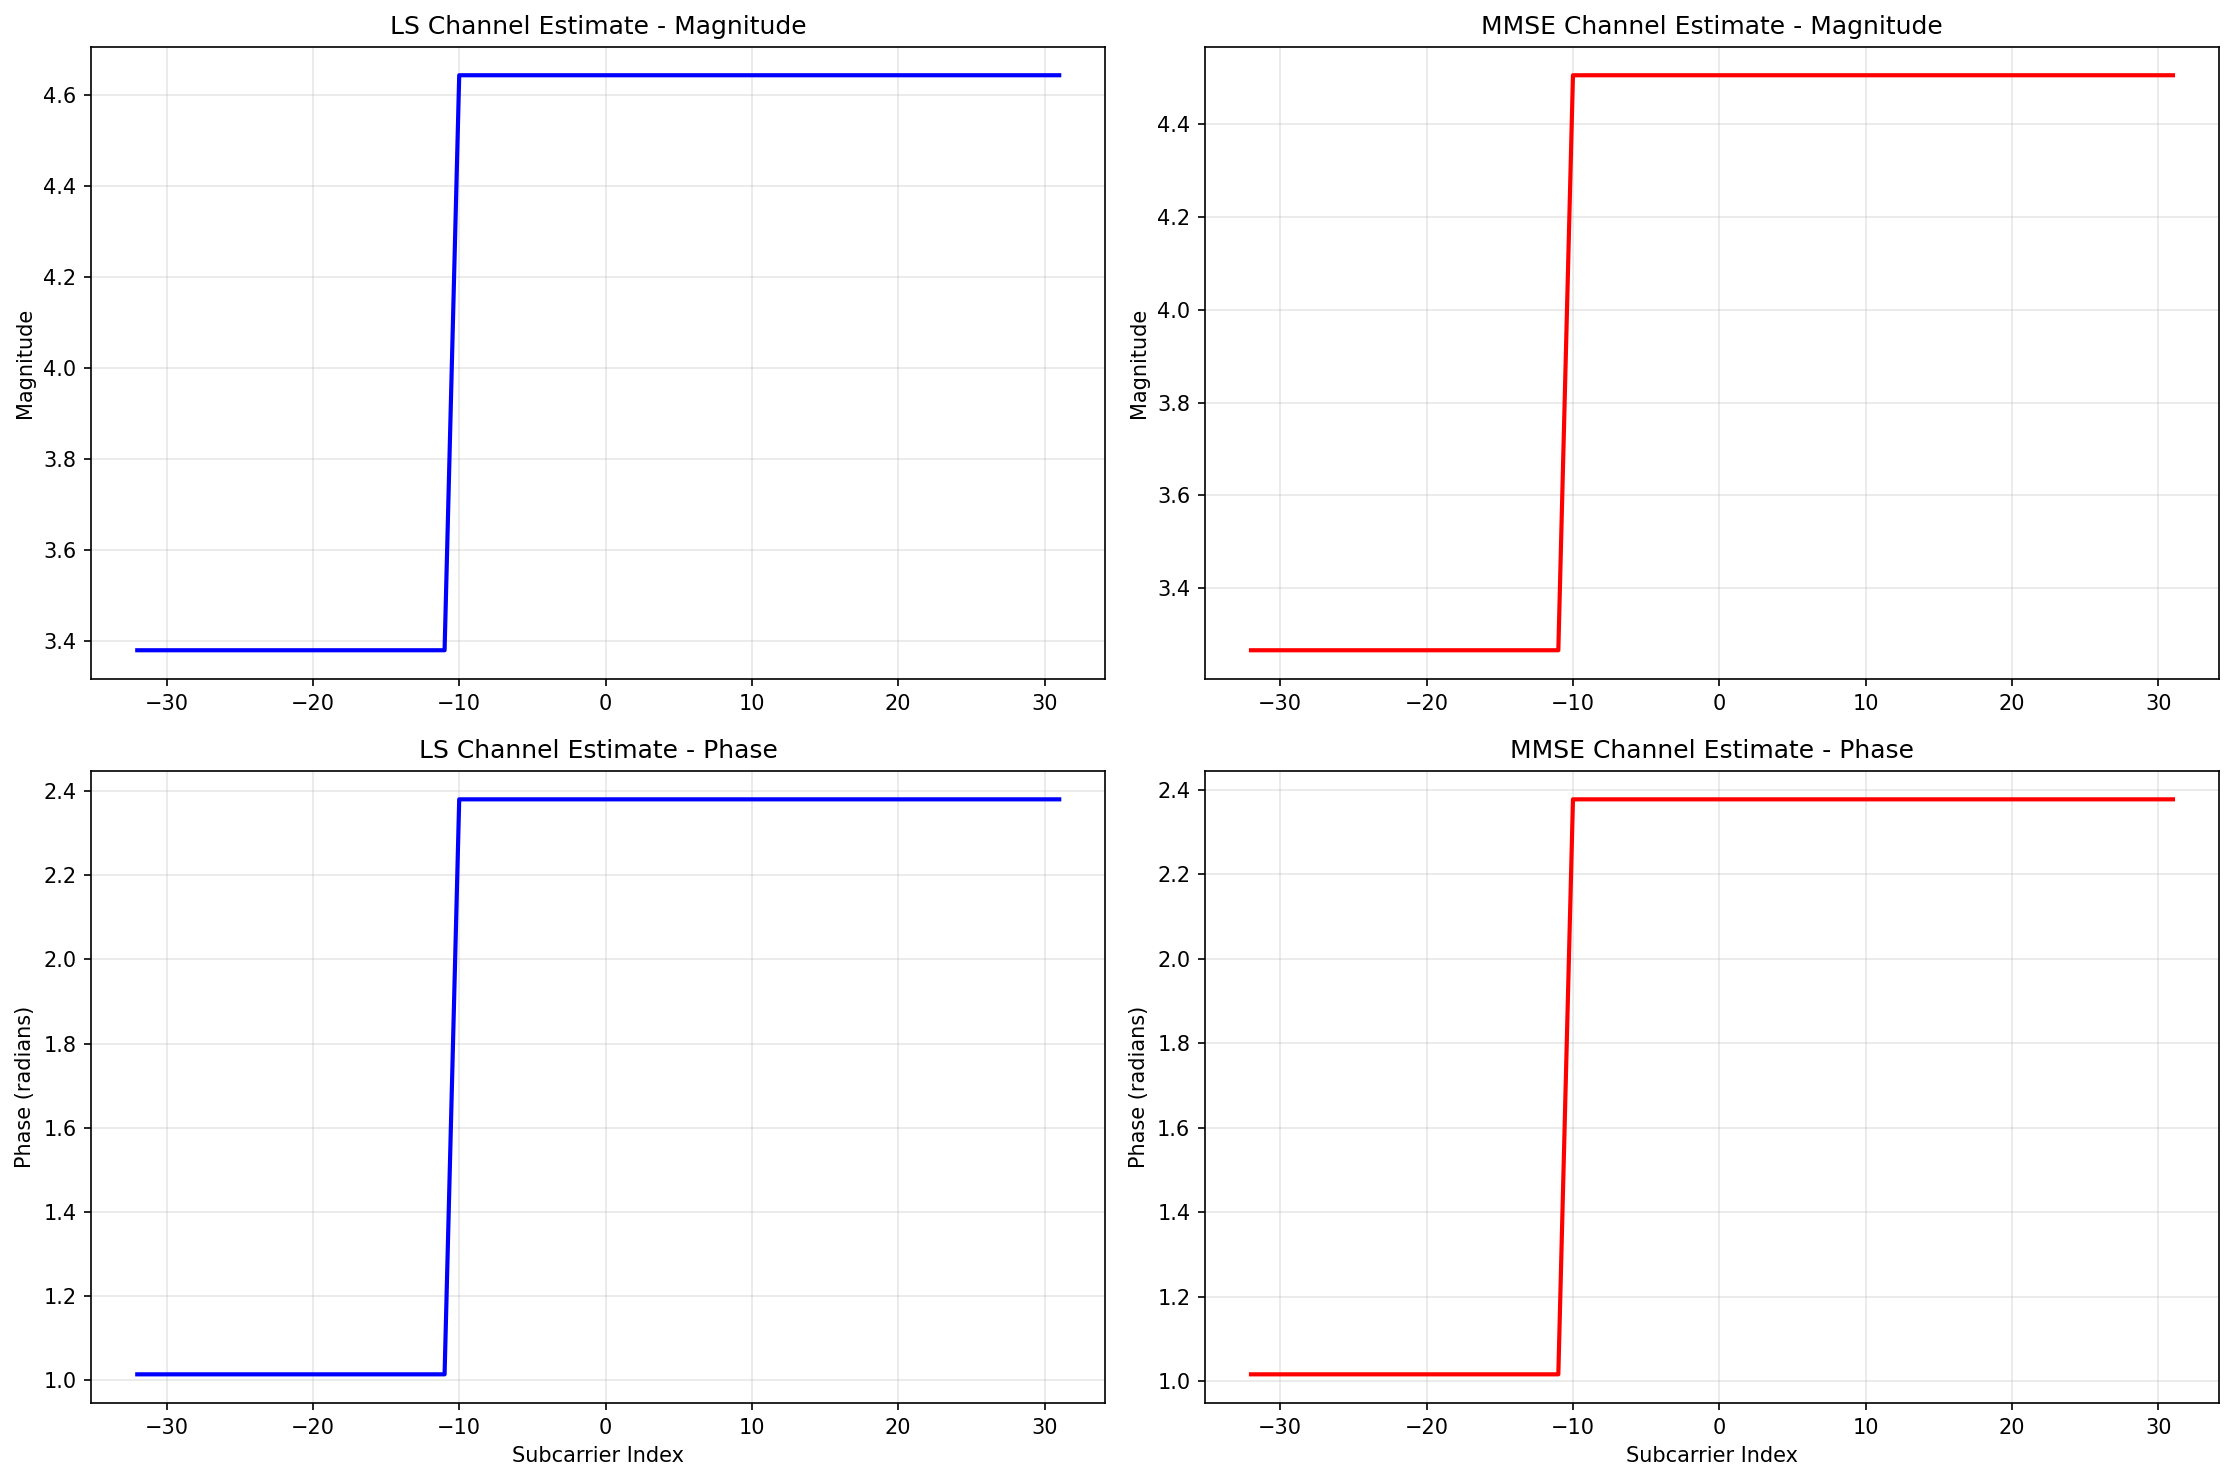 LS Channel Estimate - Magnitude
Magnitude
4.6
4.4
4.2
4.0
3.8
3.6
3.4
−30 −20 −10 0 10 20 30
MMSE Channel Estimate - Magnitude
Magnitude
4.4
4.2
4.0
3.8
3.6
3.4
−30 −20 −10 0 10 20 30
LS Channel Estimate - Phase
Phase (radians)
2.4
2.2
2.0
1.8
1.6
1.4
1.2
1.0
−30 −20 −10 0 10 20 30
Subcarrier Index
MMSE Channel Estimate - Phase
Phase (radians)
2.4
2.2
2.0
1.8
1.6
1.4
1.2
1.0
−30 −20 −10 0 10 20 30
Subcarrier Index